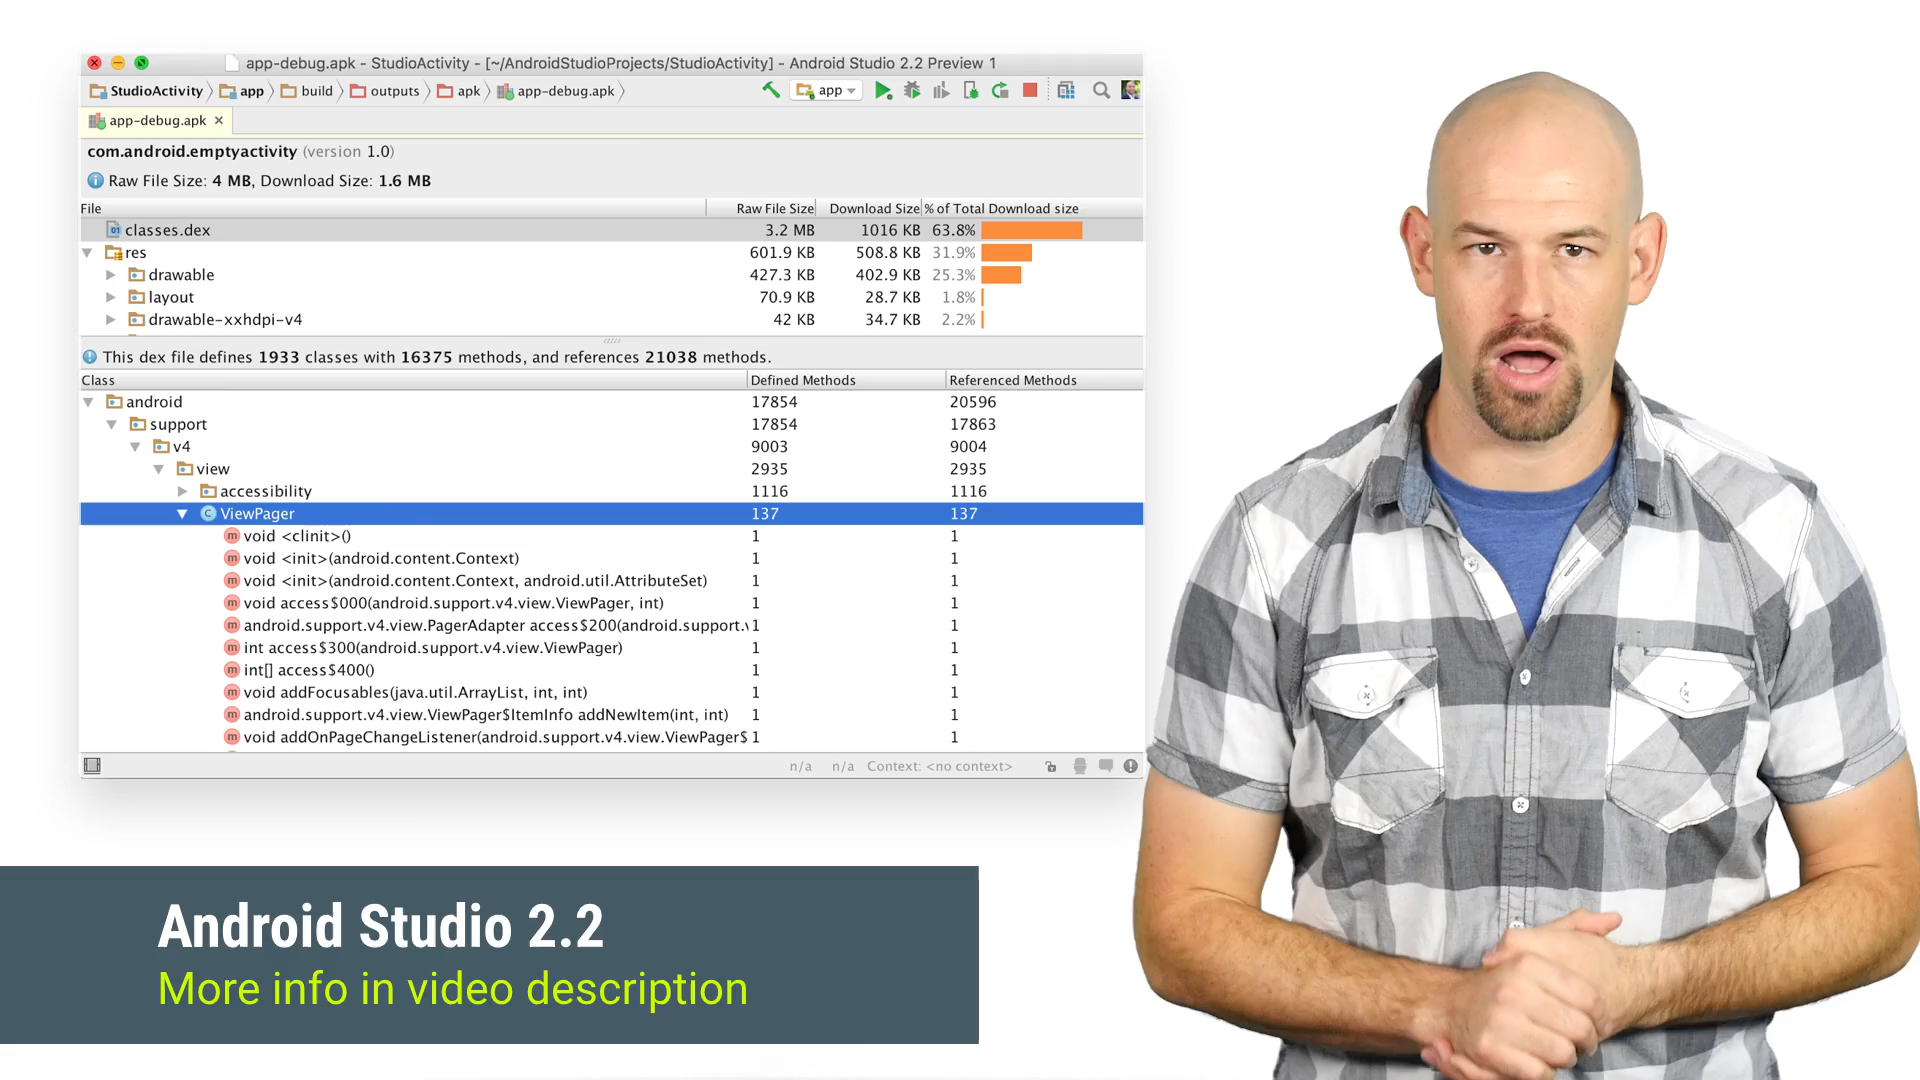 app-debug.apk - StudioActivity - [~/AndroidStudioProjects/StudioActivity] - Android Studio 2.2 Preview 1
StudioActivity app build outputs apk app-debug.apk app
app-debug.apk
com.android.emptyactivity (version 1.0)
Raw File Size: 4 MB, Download Size: 1.6 MB
File Raw File Size Download Size % of Total Download size
classes.dex 3.2 MB 1016 KB 63.8%
res 601.9 KB 508.8 KB 31.9%
drawable 427.3 KB 402.9 KB 25.3%
layout 70.9 KB 28.7 KB 1.8%
drawable-xxhdpi-v4 42 KB 34.7 KB 2.2%
This dex file defines 1933 classes with 16375 methods, and references 21038 methods.
Class Defined Methods Referenced Methods
android 17854 20596
support 17854 17863
v4 9003 9004
view 2935 2935
accessibility 1116 1116
ViewPager 137 137
void <clinit>() 1 1
void <init>(android.content.Context) 1 1
void <init>(android.content.Context, android.util.AttributeSet) 1 1
void access$000(android.support.v4.view.ViewPager, int) 1 1
android.support.v4.view.PagerAdapter access$200(android.support.v 1 1
int access$300(android.support.v4.view.ViewPager) 1 1
int[] access$400() 1 1
void addFocusables(java.util.ArrayList, int, int) 1 1
android.support.v4.view.ViewPager$ItemInfo addNewItem(int, int) 1 1
void addOnPageChangeListener(android.support.v4.view.ViewPager$ 1 1
n/a n/a Context: <no context>
Android Studio 2.2
More info in video description